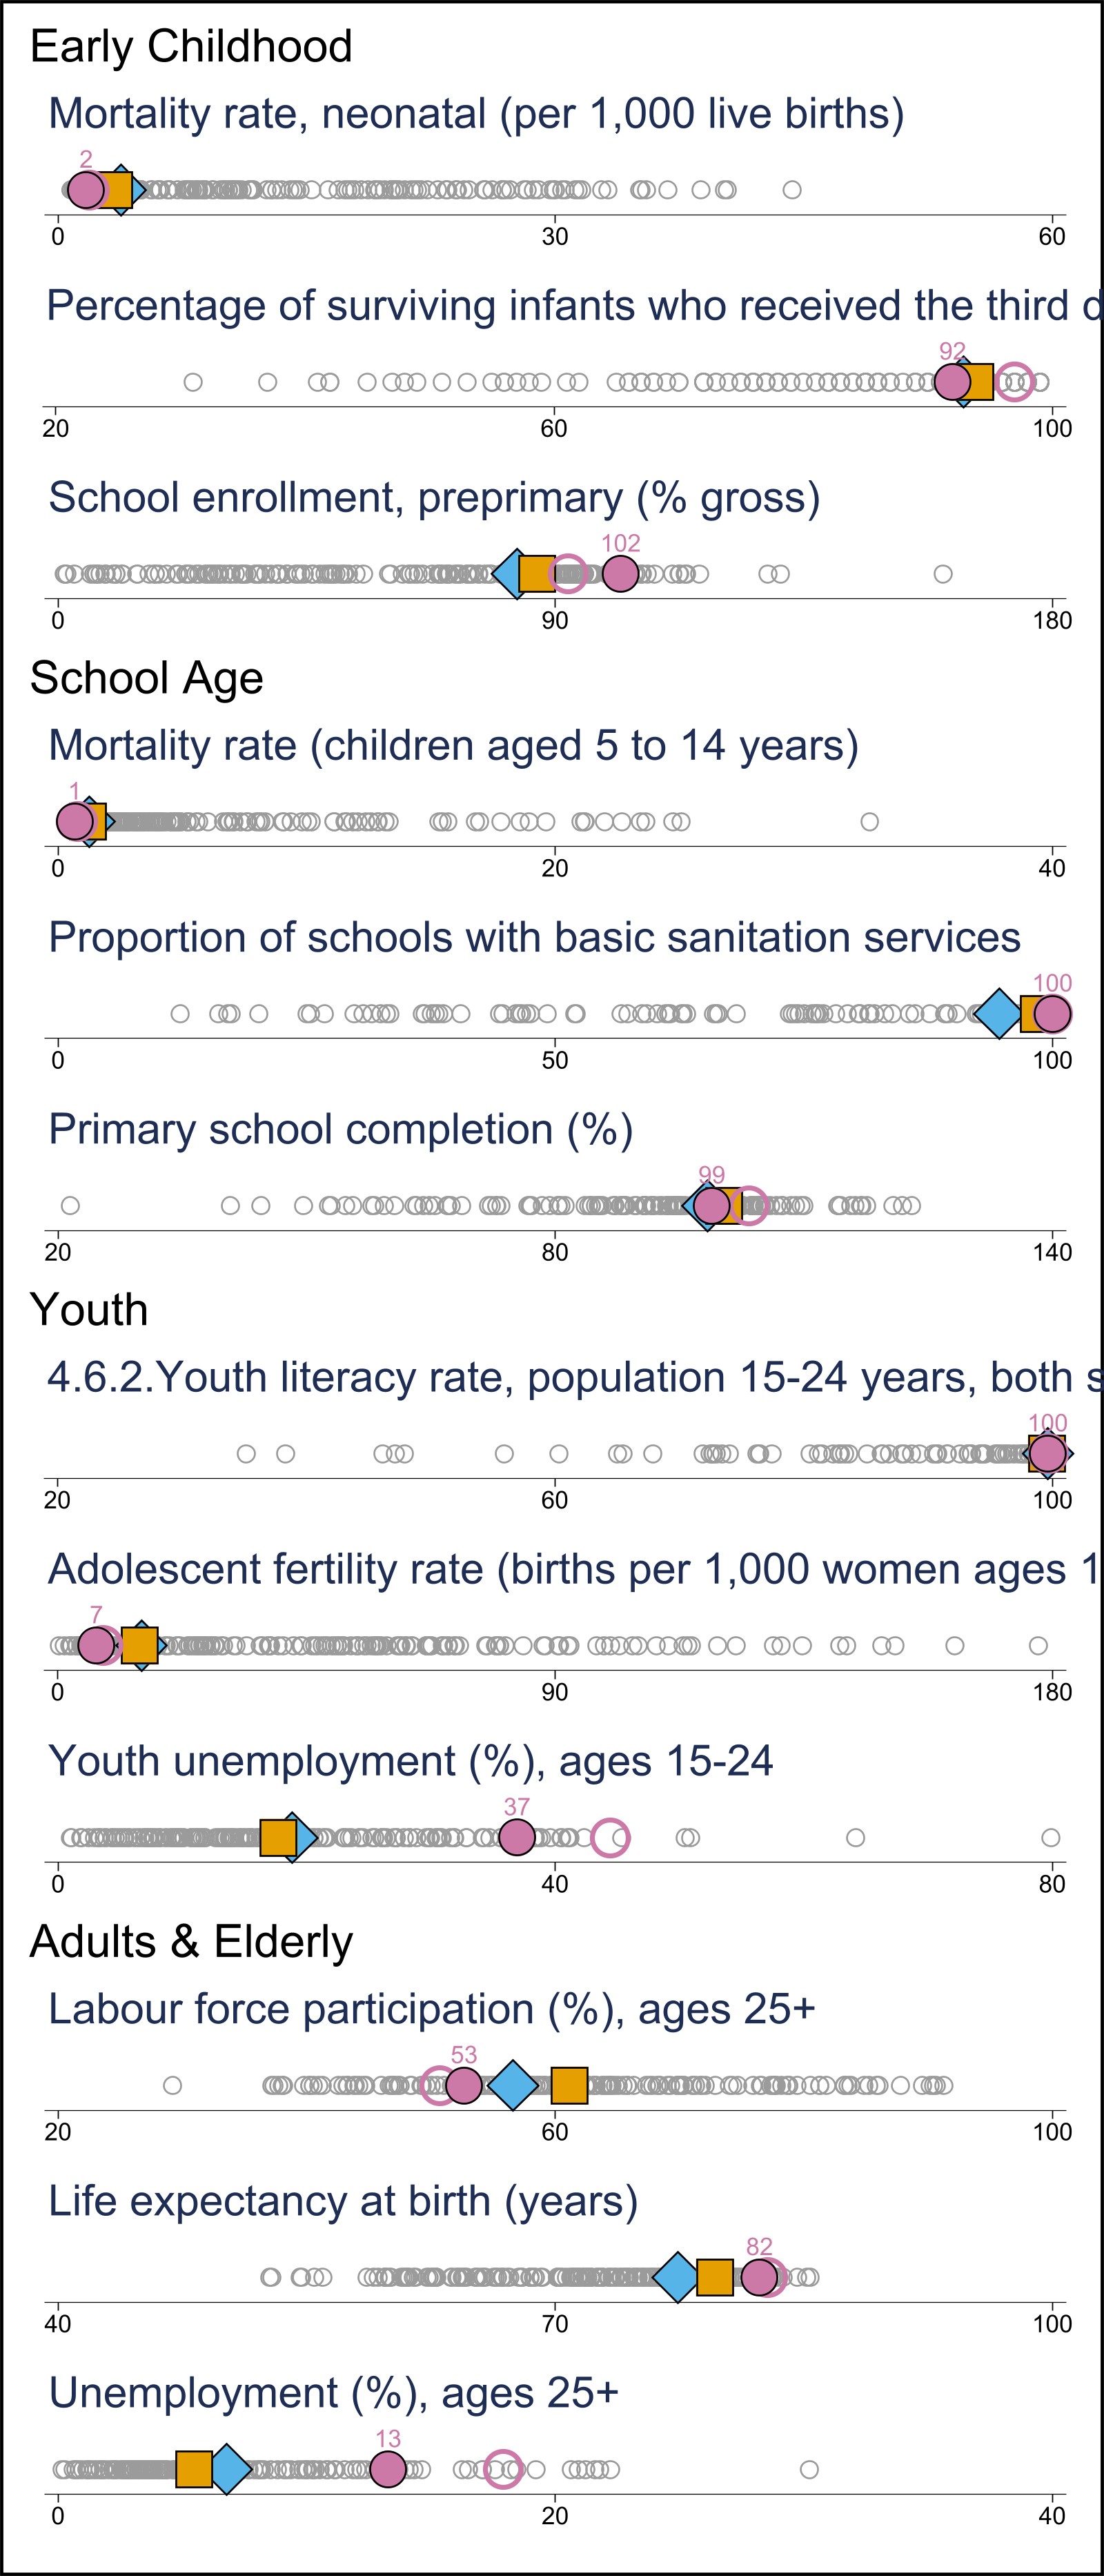 Early Childhood
Mortality rate, neonatal (per 1,000 live births)
2
0 30 60
Percentage of surviving infants who received the third d
92
20 60 100
School enrollment, preprimary (% gross)
102
0 90 180
School Age
Mortality rate (children aged 5 to 14 years)
1
0 20 40
Proportion of schools with basic sanitation services
100
0 50 100
Primary school completion (%)
99
20 80 140
Youth
4.6.2.Youth literacy rate, population 15-24 years, both s
100
20 60 100
Adolescent fertility rate (births per 1,000 women ages 1
7
0 90 180
Youth unemployment (%), ages 15-24
37
0 40 80
Adults & Elderly
Labour force participation (%), ages 25+
53
20 60 100
Life expectancy at birth (years)
82
40 70 100
Unemployment (%), ages 25+
13
0 20 40